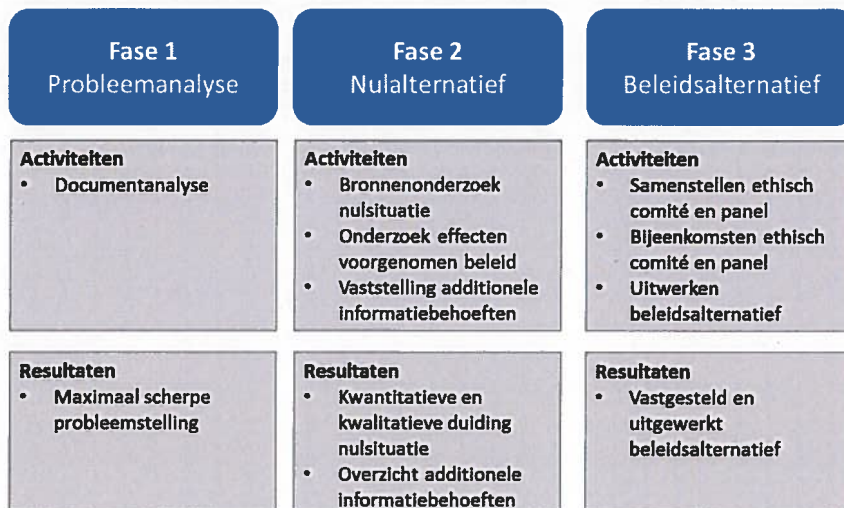 Fase 1
Probleemanalyse
Activiteiten
• Documentanalyse
Resultaten
• Maximaal scherpe
probleemstelling
Fase 2
Nulalternatief
Activiteiten
• Bronnenonderzoek
nulsituatie
• Onderzoek effecten
voorgenomen beleid
• Vaststelling additionele
informatiebehoeften
Resultaten
• Kwantitatieve en
kwalitatieve duiding
nulsituatie
• Overzicht additionele
informatiebehoeften
Fase 3
Beleidsalternatief
Activiteiten
• Samenstellen ethisch
comité en panel
• Bijeenkomsten ethisch
comité en panel
• Uitwerken
beleidsalternatief
Resultaten
• Vastgesteld en
uitgewerkt
beleidsalternatief